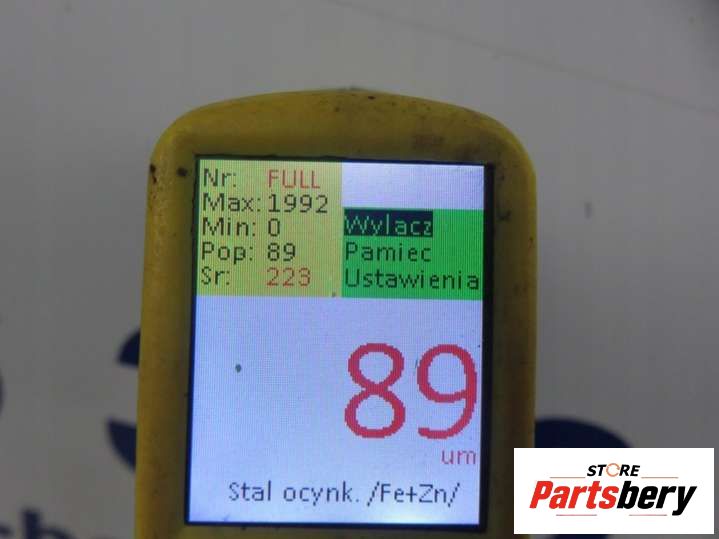 Nr: FULL
Max: 1992
Min: 0
Pop: 89
Sr: 223
Wylacz
Pamiec
Ustawienia
89
um
Stal ocynk. /Fe+Zn/
STORE
Partsbery